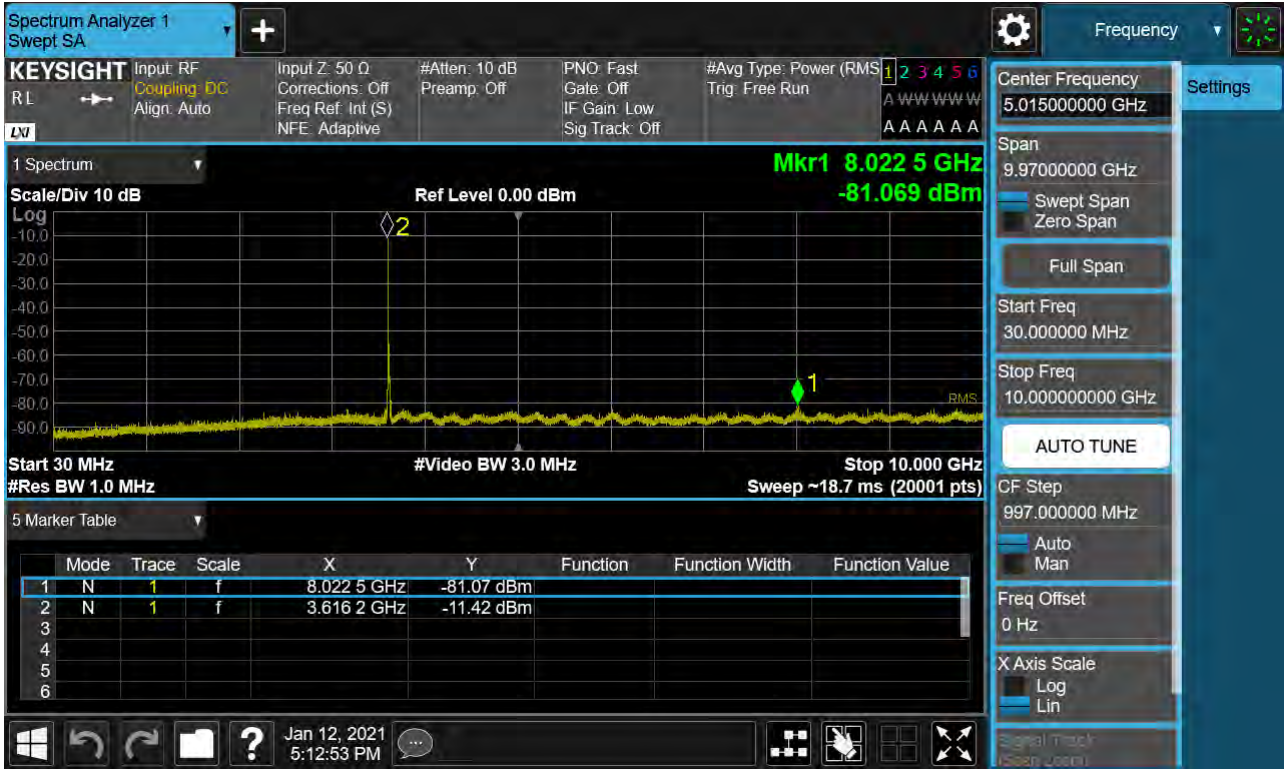 Spectrum Analyzer 1
Swept SA
+
Frequency
KEYSIGHT
RL
LXI
Input: RF
Coupling: DC
Align: Auto
Input Z: 50 Ω
Corrections: Off
Freq Ref: Int (S)
NFE: Adaptive
#Atten: 10 dB
Preamp: Off
PNO: Fast
Gate: Off
IF Gain: Low
Sig Track: Off
#Avg Type: Power (RMS
Trig: Free Run
1 2 3 4 5 6
A W W W W W
A A A A A A
1 Spectrum
Scale/Div 10 dB
Ref Level 0.00 dBm
Mkr1 8.022 5 GHz
-81.069 dBm
Log
-10.0
-20.0
-30.0
-40.0
-50.0
-60.0
-70.0
-80.0
-90.0
2
1
RMS
Start 30 MHz
#Video BW 3.0 MHz
Stop 10.000 GHz
#Res BW 1.0 MHz
Sweep ~18.7 ms (20001 pts)
5 Marker Table
Mode Trace Scale X Y Function Function Width Function Value
1 N 1 f 8.022 5 GHz -81.07 dBm
2 N 1 f 3.616 2 GHz -11.42 dBm
3
4
5
6
Center Frequency
5.015000000 GHz
Settings
Span
9.97000000 GHz
Swept Span
Zero Span
Full Span
Start Freq
30.000000 MHz
Stop Freq
10.000000000 GHz
AUTO TUNE
CF Step
997.000000 MHz
Auto
Man
Freq Offset
0 Hz
X Axis Scale
Log
Lin
Signal Track
(Span Zoom)
?
Jan 12, 2021
5:12:53 PM